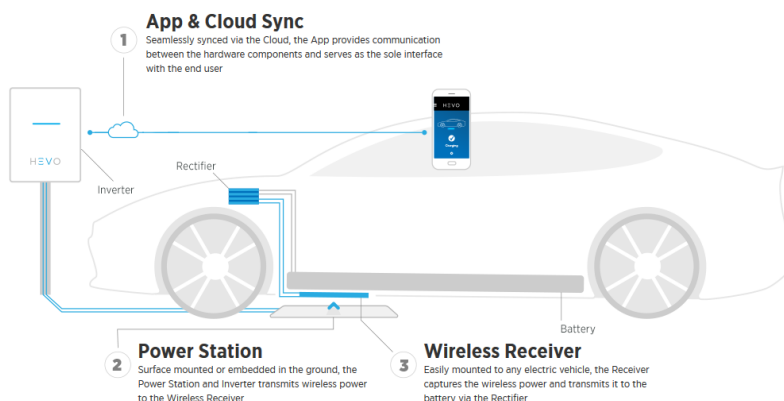 App & Cloud Sync
1
Seamlessly synced via the Cloud, the App provides communication
between the hardware components and serves as the sole interface
with the end user
HEVO
Charging
HEVO
Inverter
Rectifier
Battery
2
Power Station
Surface mounted or embedded in the ground, the
Power Station and Inverter transmits wireless power
to the Wireless Receiver
3
Wireless Receiver
Easily mounted to any electric vehicle, the Receiver
captures the wireless power and transmits it to the
battery via the Rectifier